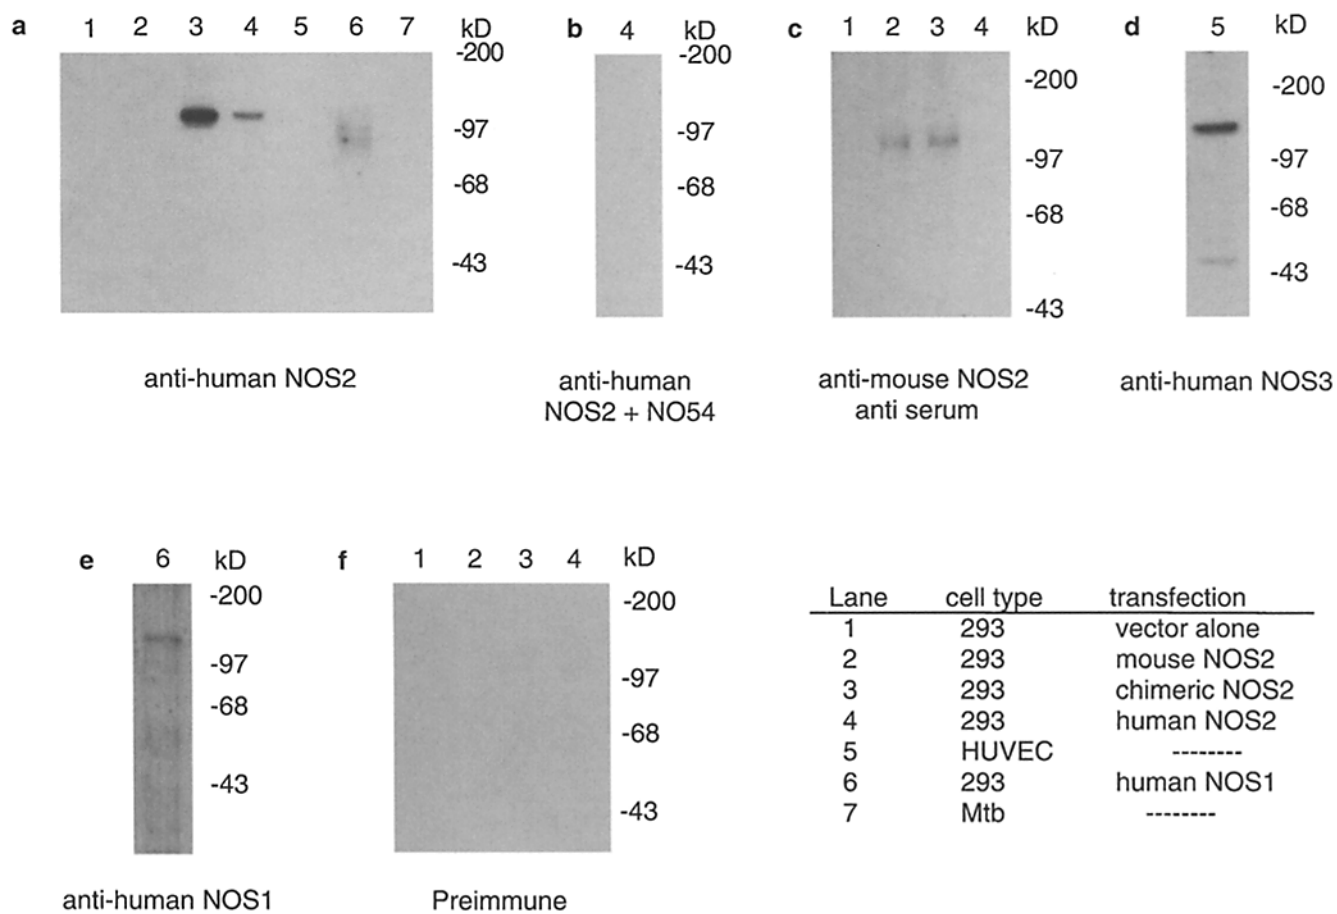 a 1 2 3 4 5 6 7 kD
-200
-97
-68
-43
anti-human NOS2
b 4 kD
-200
-97
-68
-43
anti-human
NOS2 + NO54
c 1 2 3 4 kD
-200
-97
-68
-43
anti-mouse NOS2
anti serum
d 5 kD
-200
-97
-68
-43
anti-human NOS3
e 6 kD
-200
-97
-68
-43
anti-human NOS1
f 1 2 3 4 kD
-200
-97
-68
-43
Preimmune
Lane cell type transfection
1 293 vector alone
2 293 mouse NOS2
3 293 chimeric NOS2
4 293 human NOS2
5 HUVEC --------
6 293 human NOS1
7 Mtb --------